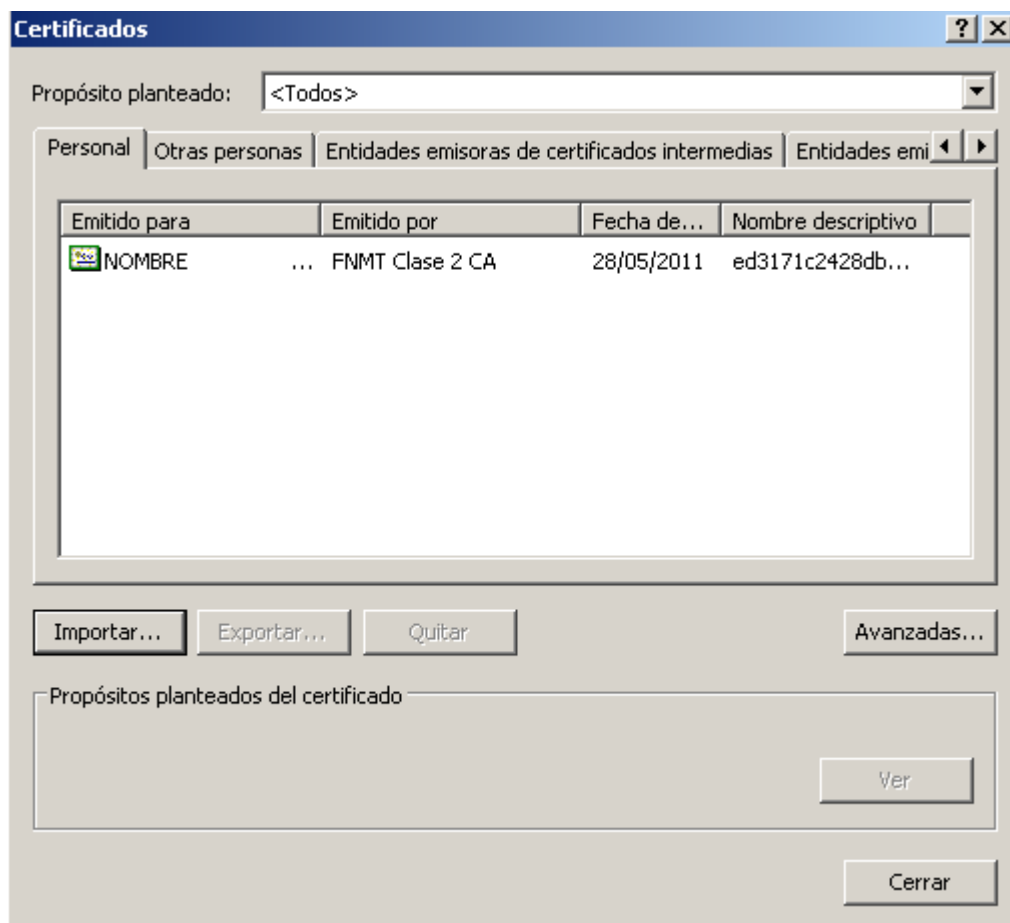 Certificados
Propósito planteado: <Todos>
Personal Otras personas Entidades emisoras de certificados intermedias Entidades emi
Emitido para Emitido por Fecha de... Nombre descriptivo
NOMBRE ... FNMT Clase 2 CA 28/05/2011 ed3171c2428db...
Importar... Exportar... Quitar Avanzadas...
Propósitos planteados del certificado
Ver
Cerrar